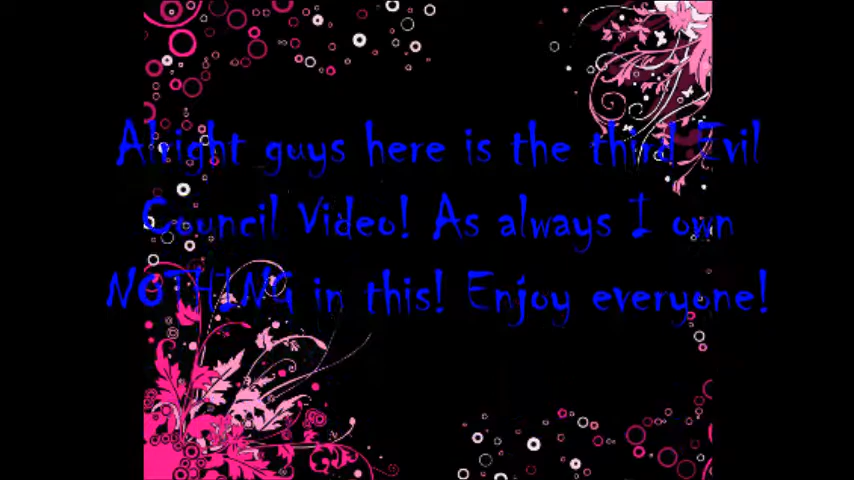 Alright guys here is the third Evil
Council Video! As always I own
NOTHING in this! Enjoy everyone!